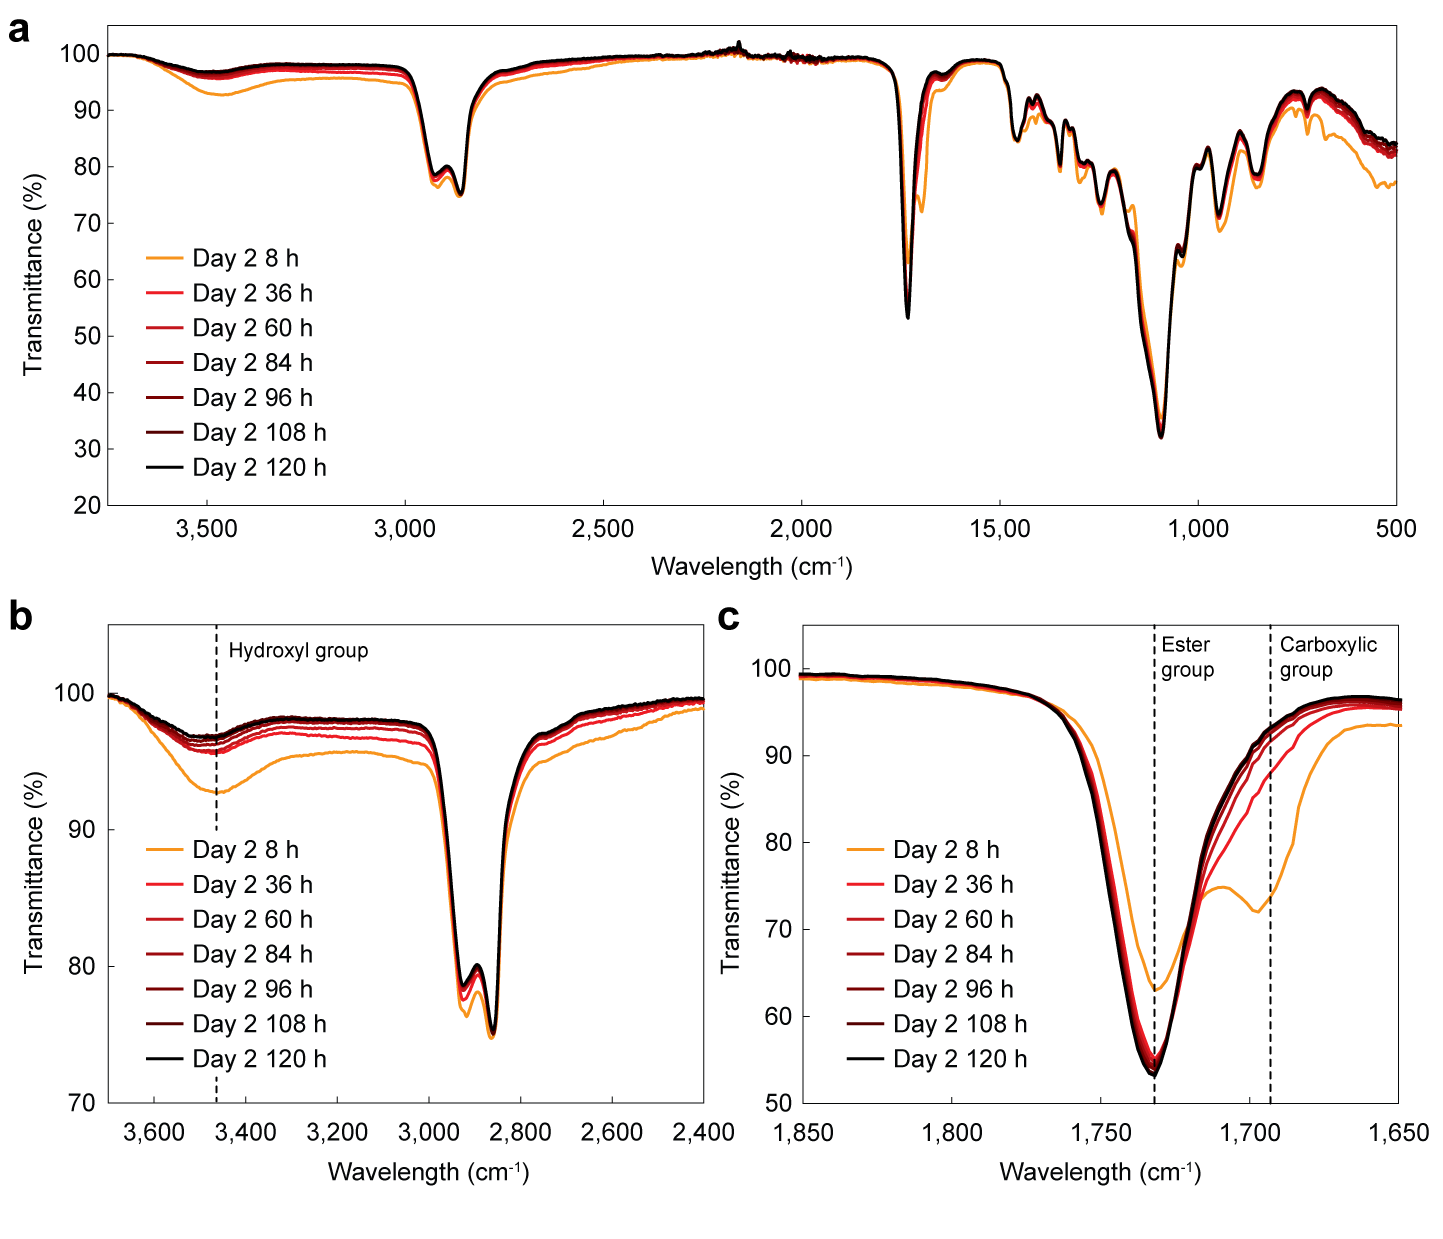 a
100
90
80
70
60
50
40
30
20
Transmittance (%)
Day 2 8 h
Day 2 36 h
Day 2 60 h
Day 2 84 h
Day 2 96 h
Day 2 108 h
Day 2 120 h
3,500
3,000
2,500
2,000
15,00
1,000
500
Wavelength (cm-1)
b
100
90
80
70
Transmittance (%)
Hydroxyl group
Day 2 8 h
Day 2 36 h
Day 2 60 h
Day 2 84 h
Day 2 96 h
Day 2 108 h
Day 2 120 h
3,600
3,400
3,200
3,000
2,800
2,600
2,400
Wavelength (cm-1)
c
100
90
80
70
60
50
Transmittance (%)
Ester
group
Carboxylic
group
Day 2 8 h
Day 2 36 h
Day 2 60 h
Day 2 84 h
Day 2 96 h
Day 2 108 h
Day 2 120 h
1,850
1,800
1,750
1,700
1,650
Wavelength (cm-1)